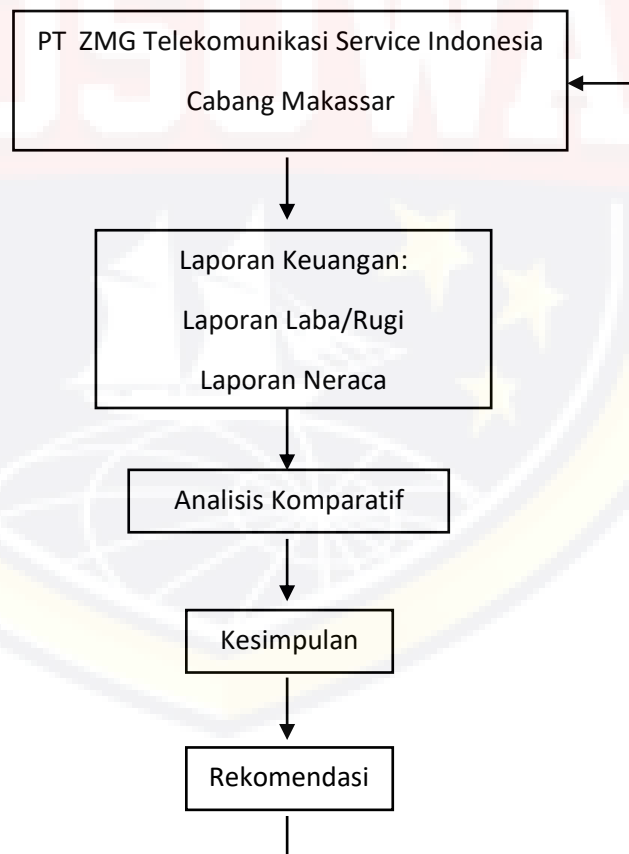 PT ZMG Telekomunikasi Service Indonesia
Cabang Makassar
Laporan Keuangan:
Laporan Laba/Rugi
Laporan Neraca
Analisis Komparatif
Kesimpulan
Rekomendasi